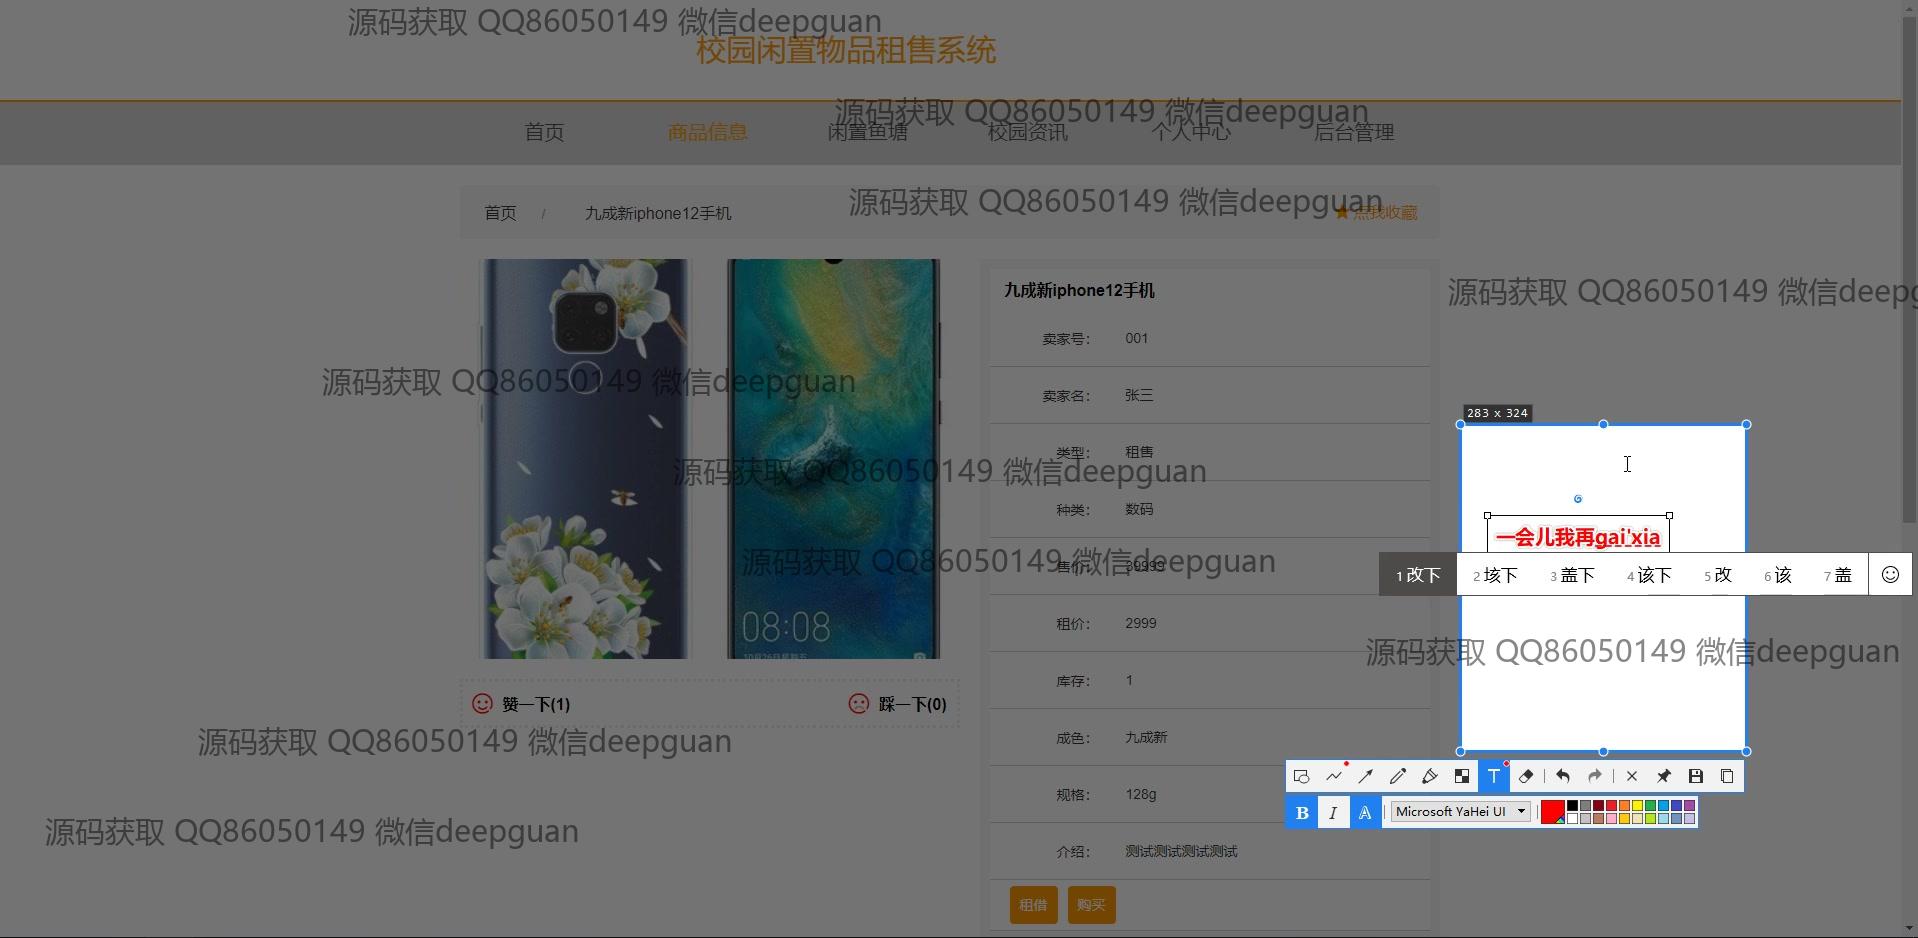 源码获取 QQ86050149 微信deepguan
校园闲置物品租售系统
源码获取 QQ86050149 微信deepguan
首页 商品信息 闲置鱼塘 校园资讯 个人中心 后台管理
源码获取 QQ86050149 微信deepguan
首页 / 九成新iphone12手机
点我收藏
源码获取 QQ86050149 微信deepg
九成新iphone12手机
卖家号: 001
源码获取 QQ86050149 微信deepguan
卖家名: 张三
283 x 324
类型: 租售
源码获取 QQ86050149 微信deepguan
种类: 数码
一会儿我再gai'xia
源码获取 QQ86050149 微信deepguan
售价: 39999
1 改下 2 垓下 3 盖下 4 该下 5 改 6 该 7 盖
租价: 2999
08:08
10月26日星期五
源码获取 QQ86050149 微信deepguan
库存: 1
赞一下(1) 踩一下(0)
源码获取 QQ86050149 微信deepguan
成色: 九成新
规格: 128g
T
B I A Microsoft YaHei UI
源码获取 QQ86050149 微信deepguan
介绍: 测试测试测试测试
租借 购买